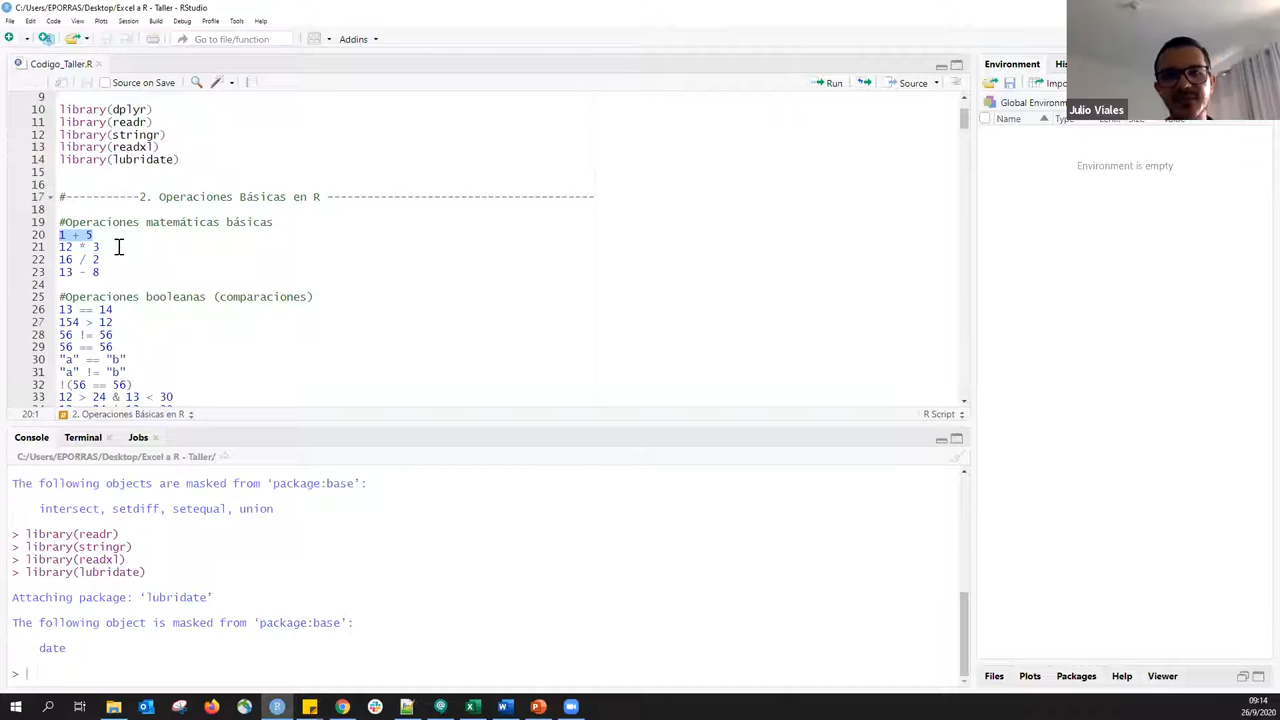 C:/Users/EPORRAS/Desktop/Excel a R - Taller - RStudio
File Edit Code View Plots Session Build Debug Profile Tools Help
Go to file/function
Addins
Codigo_Taller.R
Source on Save
Run
Source
9
10 library(dplyr)
11 library(readr)
12 library(stringr)
13 library(readxl)
14 library(lubridate)
15
16
17 #-----------2. Operaciones Básicas en R ----------------------------------------
18
19 #Operaciones matemáticas básicas
20 1 + 5
21 12 * 3
22 16 / 2
23 13 - 8
24
25 #Operaciones booleanas (comparaciones)
26 13 == 14
27 154 > 12
28 56 != 56
29 56 == 56
30 "a" == "b"
31 "a" != "b"
32 !(56 == 56)
33 12 > 24 & 13 < 30
20:1 2. Operaciones Básicas en R
R Script
Console Terminal Jobs
C:/Users/EPORRAS/Desktop/Excel a R - Taller/
The following objects are masked from ‘package:base’:
intersect, setdiff, setequal, union
> library(readr)
> library(stringr)
> library(readxl)
> library(lubridate)
Attaching package: ‘lubridate’
The following object is masked from ‘package:base’:
date
>
Environment
Global Environ
Name Type
Environment is empty
Julio Viales
Files Plots Packages Help Viewer
09:14
26/9/2020